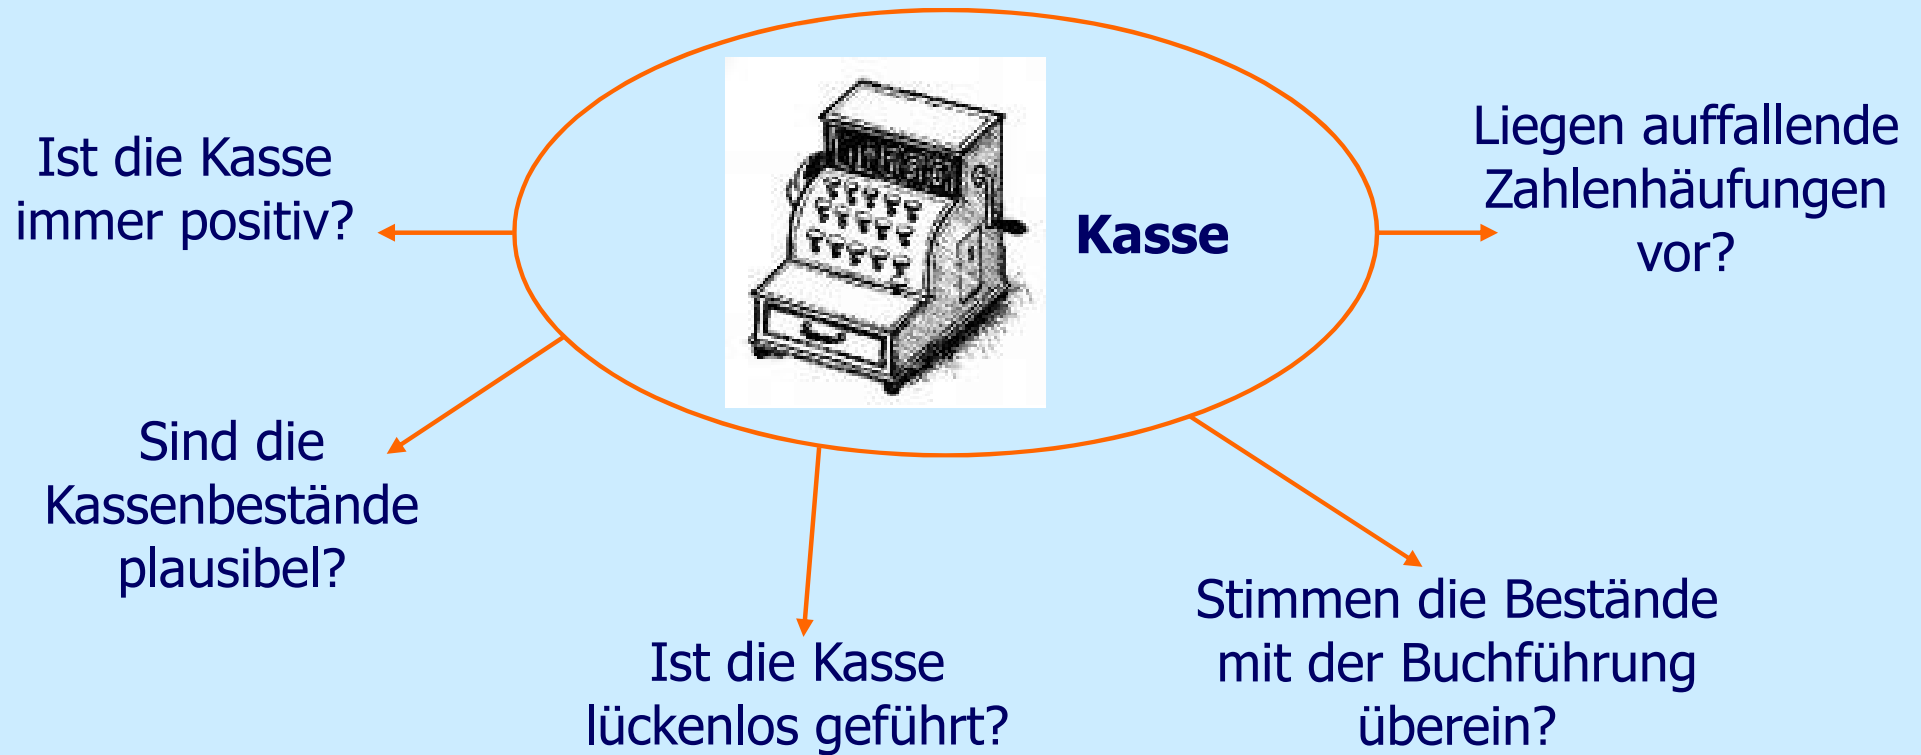 Ist die Kasse
immer positiv?
Kasse
Liegen auffallende
Zahlenhäufungen
vor?
Sind die
Kassenbestände
plausibel?
Ist die Kasse
lückenlos geführt?
Stimmen die Bestände
mit der Buchführung
überein?